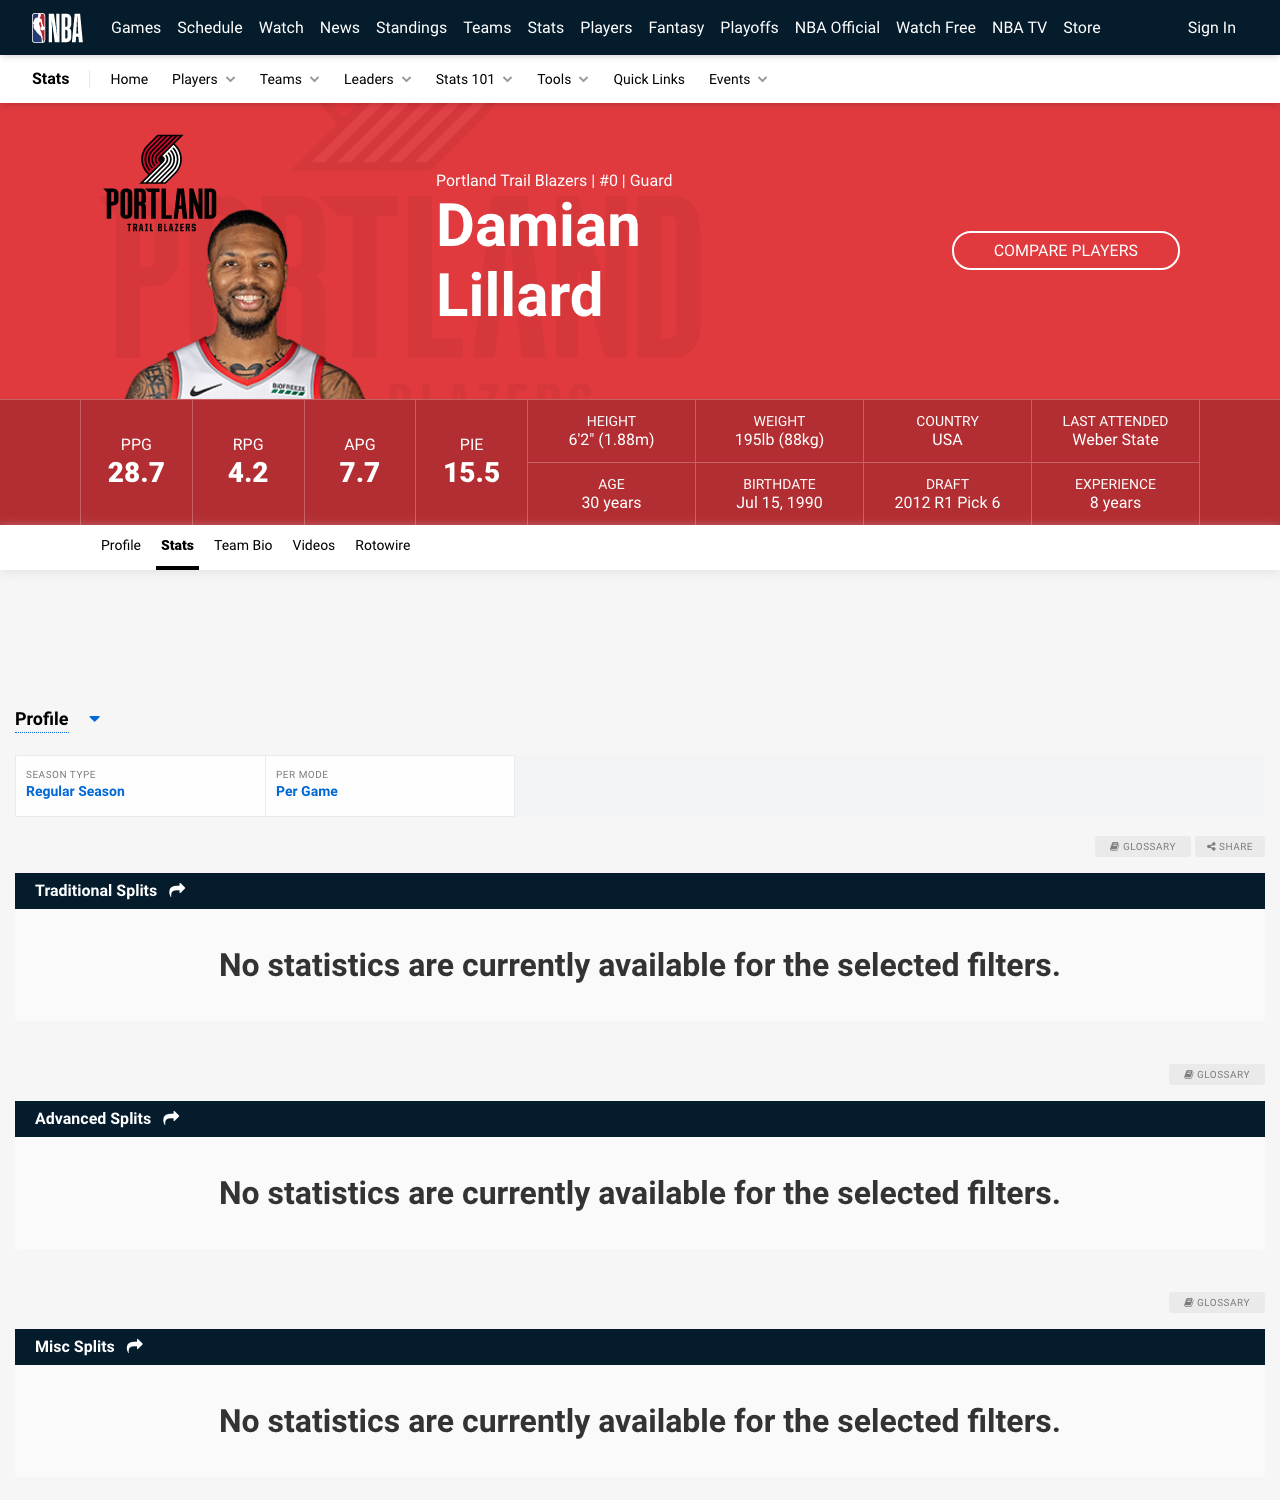 NBA Games Schedule Watch News Standings Teams Stats Players Fantasy Playoffs NBA Official Watch Free NBA TV Store Sign In
Stats Home Players Teams Leaders Stats 101 Tools Quick Links Events
PORTLAND
TRAIL BLAZERS
PORTLAND
BLAZERS
Portland Trail Blazers | #0 | Guard
Damian
Lillard
COMPARE PLAYERS
BIOFREEZE
PPG
28.7
RPG
4.2
APG
7.7
PIE
15.5
HEIGHT
6'2" (1.88m)
WEIGHT
195lb (88kg)
COUNTRY
USA
LAST ATTENDED
Weber State
AGE
30 years
BIRTHDATE
Jul 15, 1990
DRAFT
2012 R1 Pick 6
EXPERIENCE
8 years
Profile Stats Team Bio Videos Rotowire
Profile
SEASON TYPE
Regular Season
PER MODE
Per Game
GLOSSARY SHARE
Traditional Splits
No statistics are currently available for the selected filters.
GLOSSARY
Advanced Splits
No statistics are currently available for the selected filters.
GLOSSARY
Misc Splits
No statistics are currently available for the selected filters.